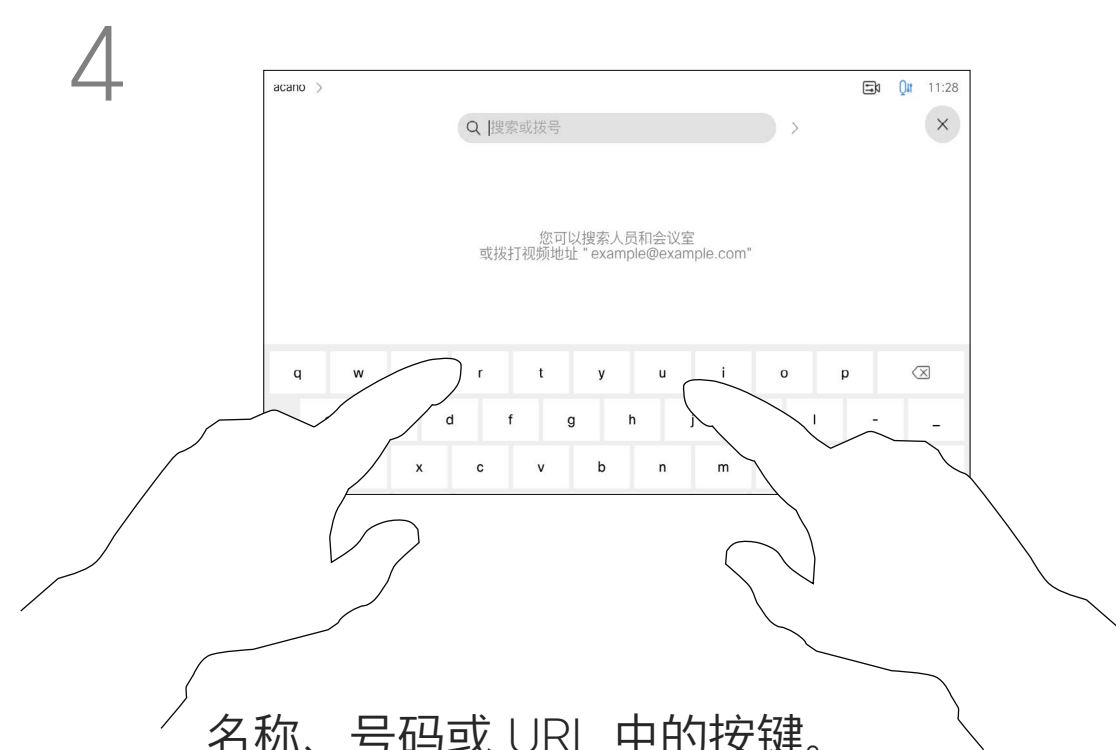 4
acano >
11:28
搜索或拨号
您可以搜索人员和会议室
或拨打视频地址 " example@example.com"
q w r t y u i o p
d f g h j l - _
x c v b n m
名称、号码或 URL 中的按键。